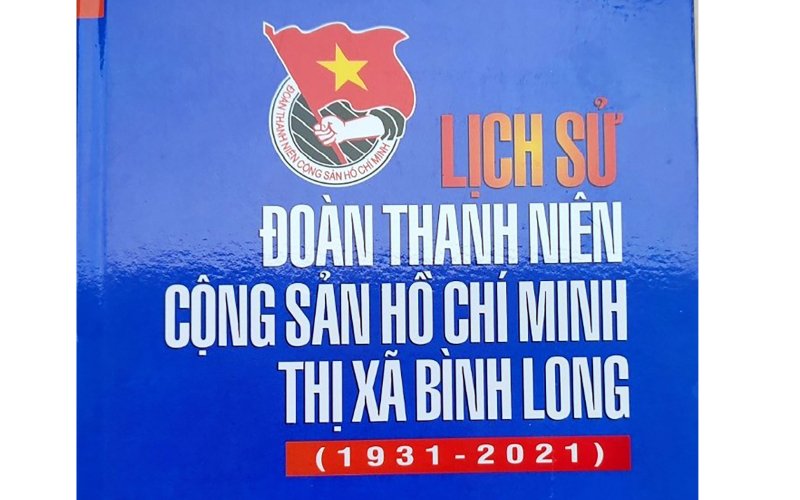 ĐOÀN THANH NIÊN CỘNG SẢN HỒ CHÍ MINH
LỊCH SỬ
ĐOÀN THANH NIÊN
CỘNG SẢN HỒ CHÍ MINH
THỊ XÃ BÌNH LONG
(1931-2021)